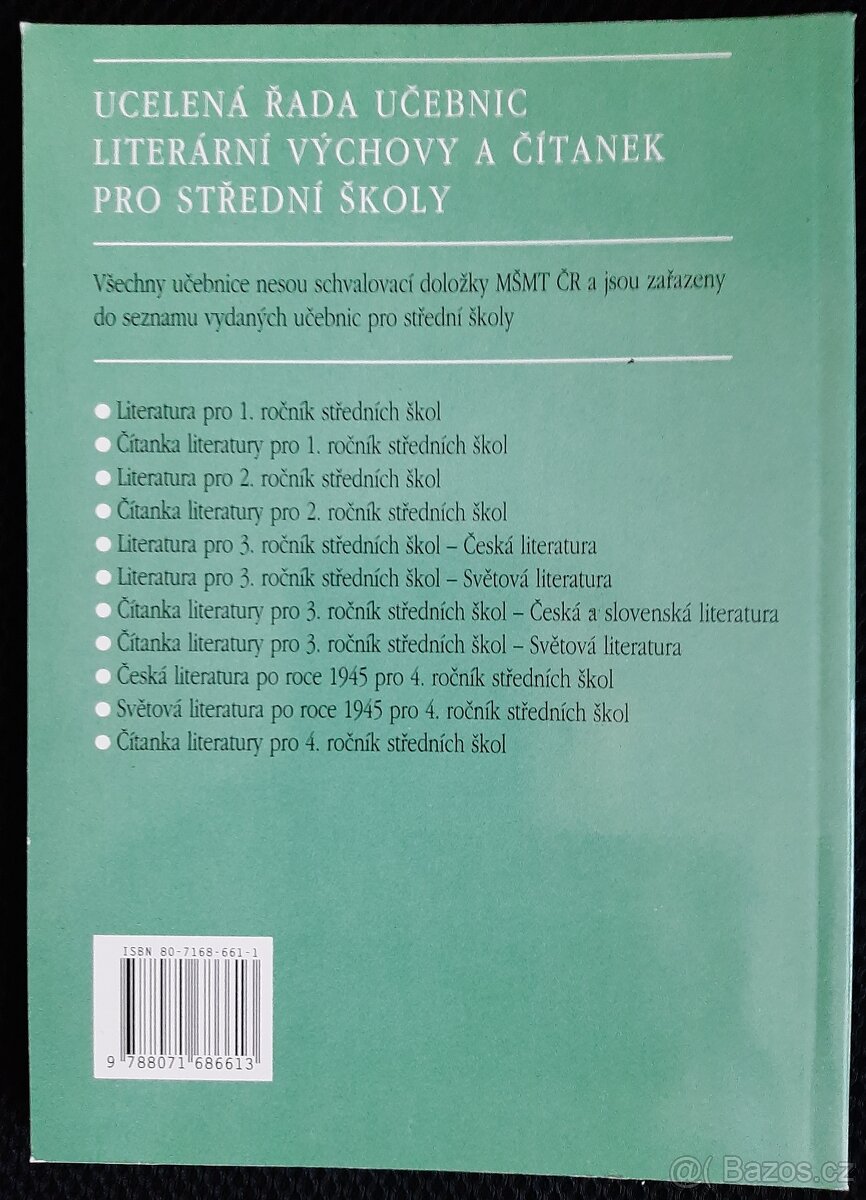 UCELENÁ ŘADA UČEBNIC
LITERÁRNÍ VÝCHOVY A ČÍTANEK
PRO STŘEDNÍ ŠKOLY
Všechny učebnice nesou schvalovací doložky MŠMT ČR a jsou zařazeny
do seznamu vydaných učebnic pro střední školy
● Literatura pro 1. ročník středních škol
● Čítanka literatury pro 1. ročník středních škol
● Literatura pro 2. ročník středních škol
● Čítanka literatury pro 2. ročník středních škol
● Literatura pro 3. ročník středních škol – Česká literatura
● Literatura pro 3. ročník středních škol – Světová literatura
● Čítanka literatury pro 3. ročník středních škol – Česká a slovenská literatura
● Čítanka literatury pro 3. ročník středních škol – Světová literatura
● Česká literatura po roce 1945 pro 4. ročník středních škol
● Světová literatura po roce 1945 pro 4. ročník středních škol
● Čítanka literatury pro 4. ročník středních škol
ISBN 80-7168-661-1
9 788071 686613
@( Bazos.cz